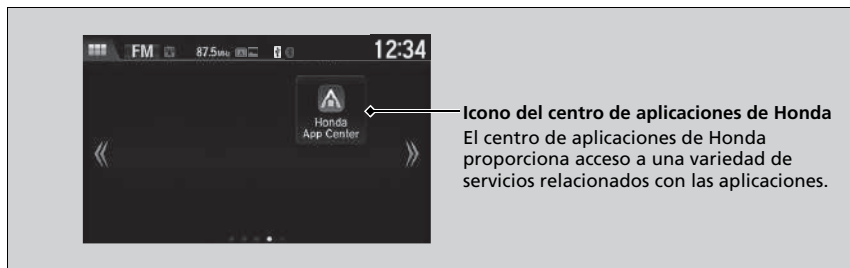 FM 87.5MHz 12:34
Honda
App Center
Icono del centro de aplicaciones de Honda
El centro de aplicaciones de Honda
proporciona acceso a una variedad de
servicios relacionados con las aplicaciones.